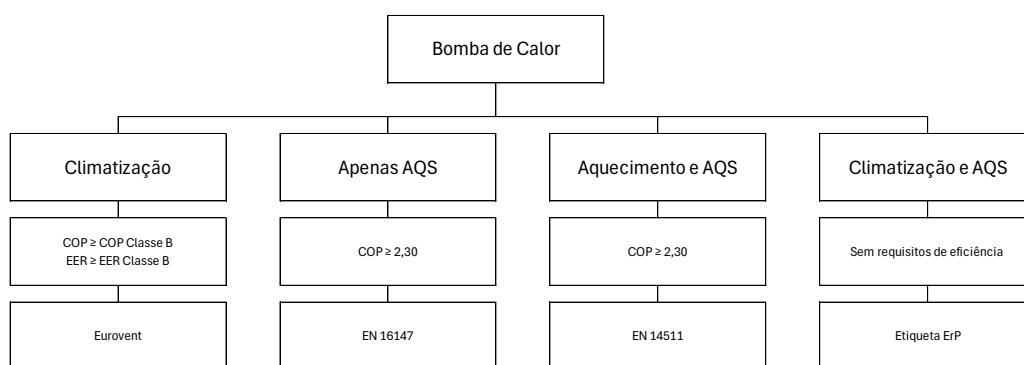 Bomba de Calor
Climatização
Apenas AQS
Aquecimento e AQS
Climatização e AQS
COP ≥ COP Classe B
EER ≥ EER Classe B
COP ≥ 2,30
COP ≥ 2,30
Sem requisitos de eficiência
Eurovent
EN 16147
EN 14511
Etiqueta ErP